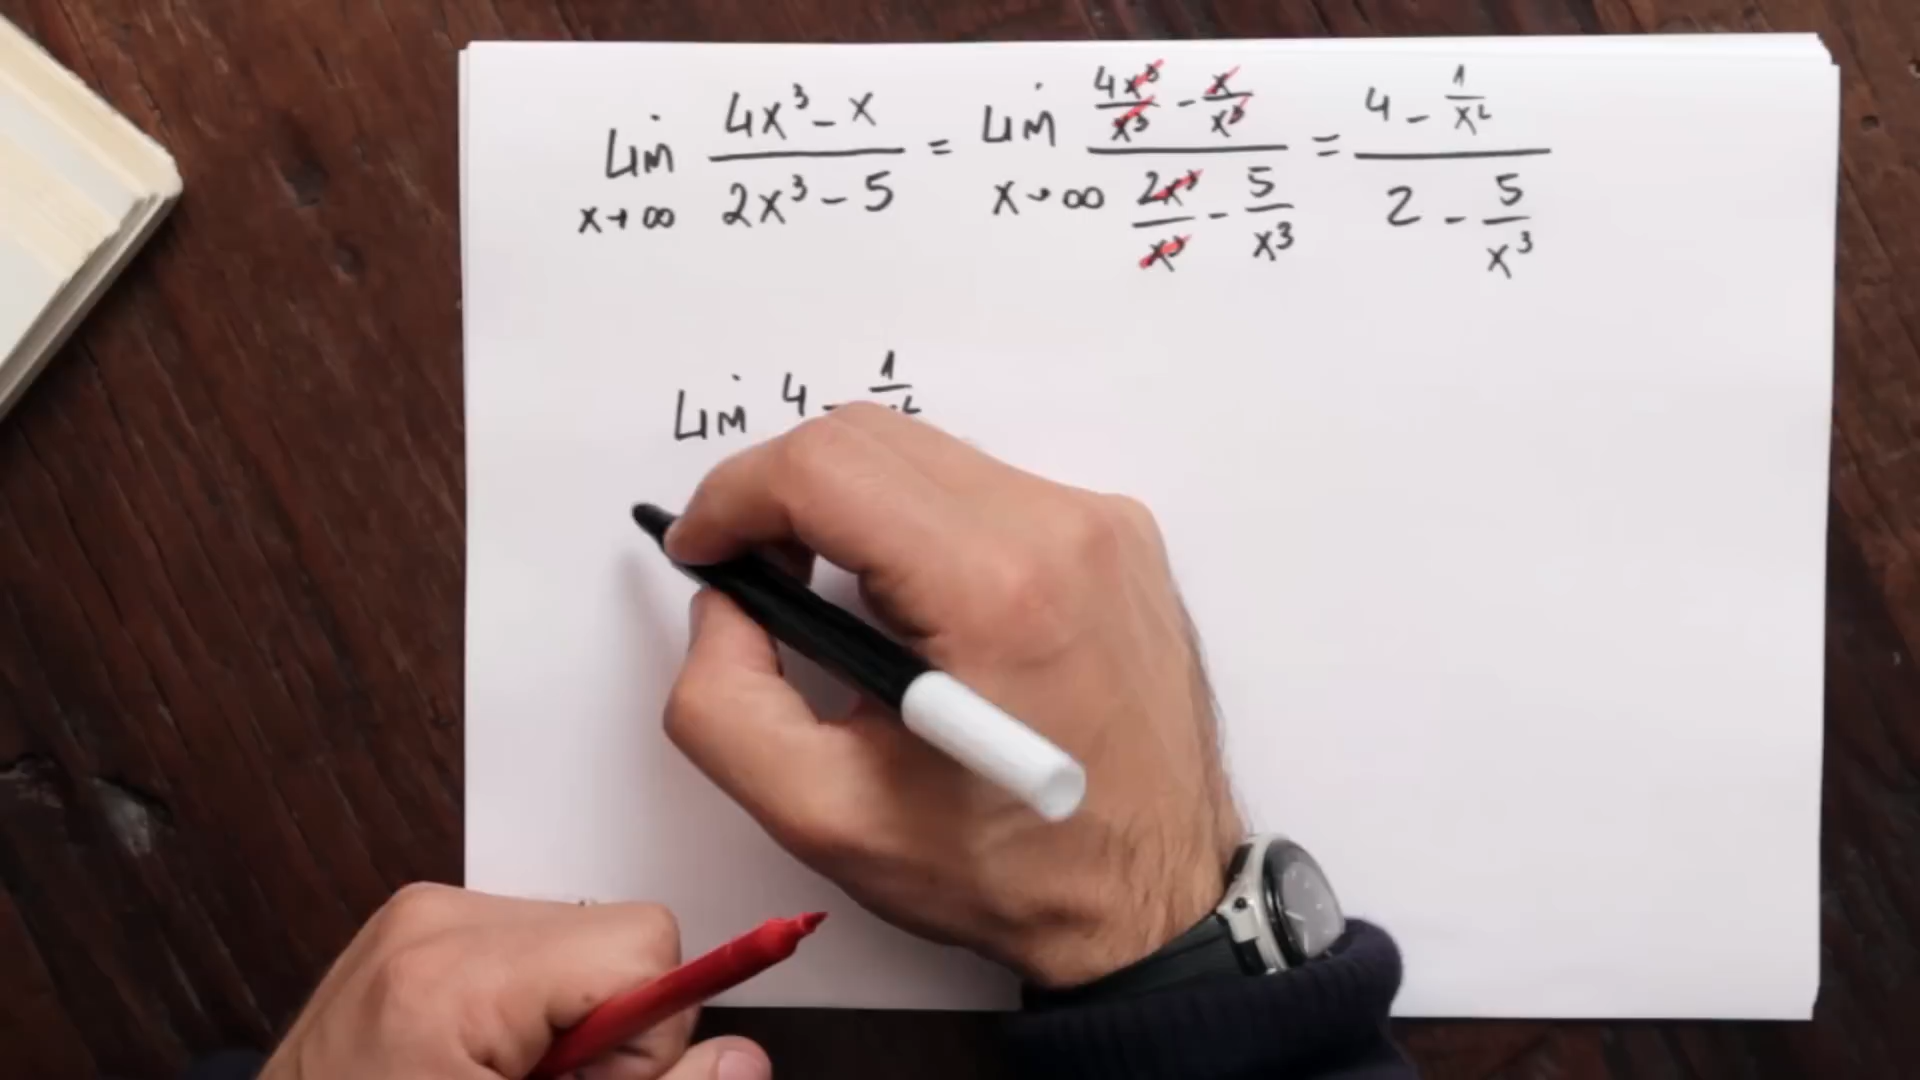 Lim x→∞ (4x³ - x)/(2x³ - 5) = Lim x→∞ (4x³/x³ - x/x³)/(2x³/x³ - 5/x³) = (4 - 1/x²)/(2 - 5/x³)
Lim 4 - 1